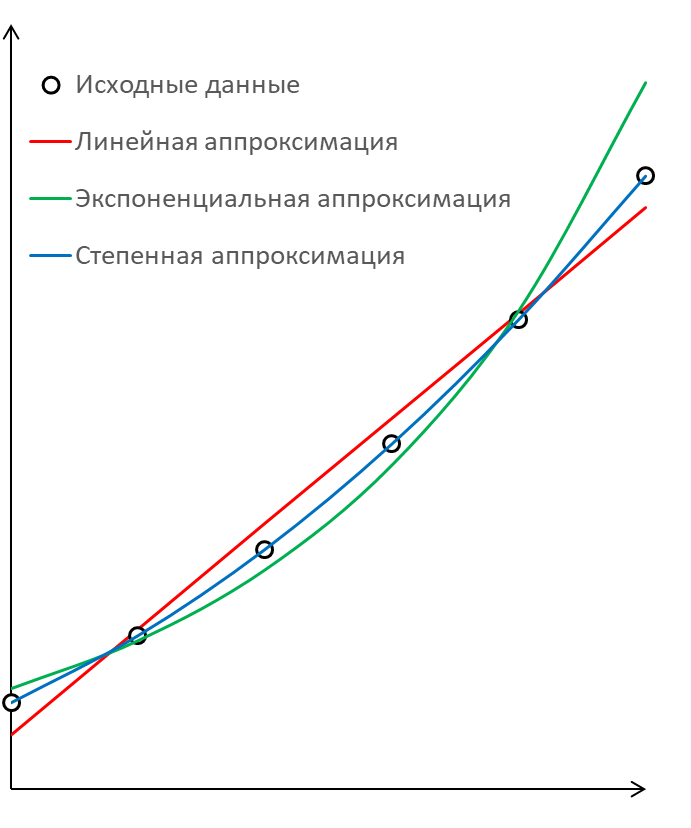 Исходные данные
Линейная аппроксимация
Экспоненциальная аппроксимация
Степенная аппроксимация